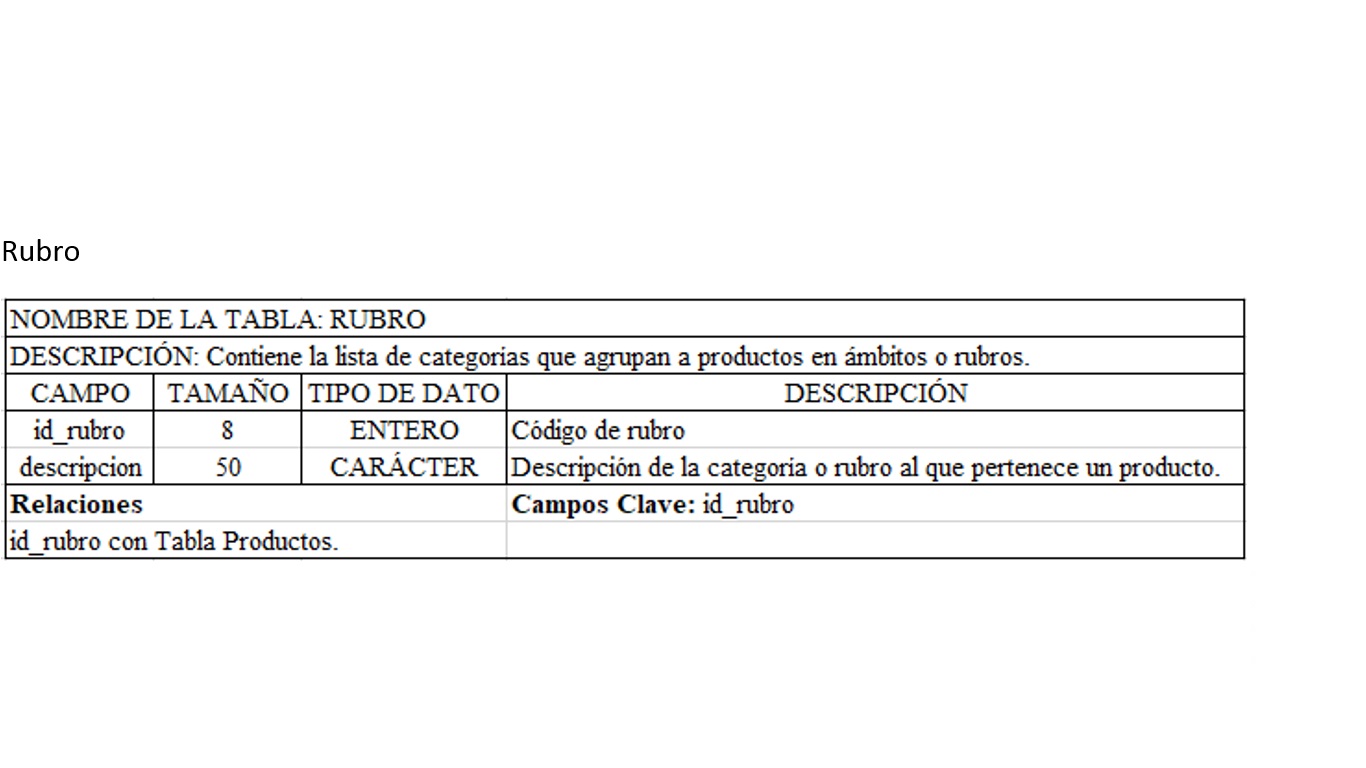 Rubro
NOMBRE DE LA TABLA: RUBRO
DESCRIPCIÓN: Contiene la lista de categorías que agrupan a productos en ámbitos o rubros.
CAMPO TAMAÑO TIPO DE DATO DESCRIPCIÓN
id_rubro 8 ENTERO Código de rubro
descripcion 50 CARÁCTER Descripción de la categoría o rubro al que pertenece un producto.
Relaciones Campos Clave: id_rubro
id_rubro con Tabla Productos.